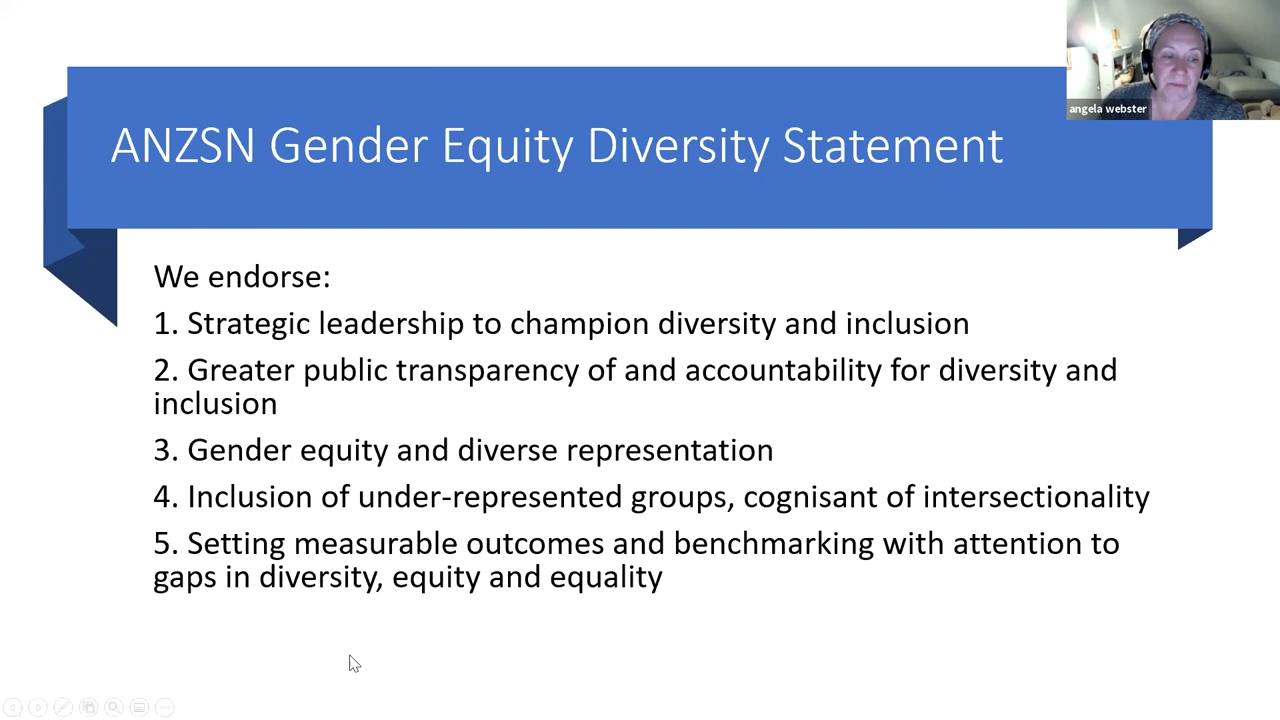 angela webster
ANZSN Gender Equity Diversity Statement
We endorse:
1. Strategic leadership to champion diversity and inclusion
2. Greater public transparency of and accountability for diversity and
inclusion
3. Gender equity and diverse representation
4. Inclusion of under-represented groups, cognisant of intersectionality
5. Setting measurable outcomes and benchmarking with attention to
gaps in diversity, equity and equality